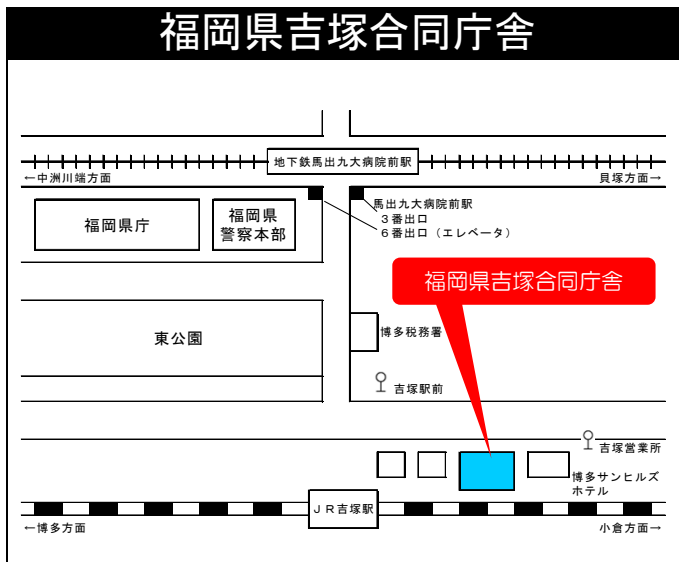 福岡県吉塚合同庁舎
地下鉄馬出九大病院前駅
←中洲川端方面
貝塚方面→
福岡県庁
福岡県
警察本部
馬出九大病院前駅
３番出口
６番出口（エレベータ）
福岡県吉塚合同庁舎
東公園
博多税務署
吉塚駅前
吉塚営業所
博多サンヒルズ
ホテル
ＪＲ吉塚駅
←博多方面
小倉方面→